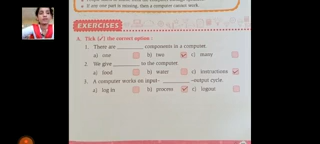 If any one part is missing, then a computer cannot work.
EXERCISES
A. Tick (✓) the correct option :
1. There are ________ components in a computer.
a) one b) two c) many
2. We give ________ to the computer.
a) food b) water c) instructions
3. A computer works on input– ________ –output cycle.
a) log in b) process c) logout